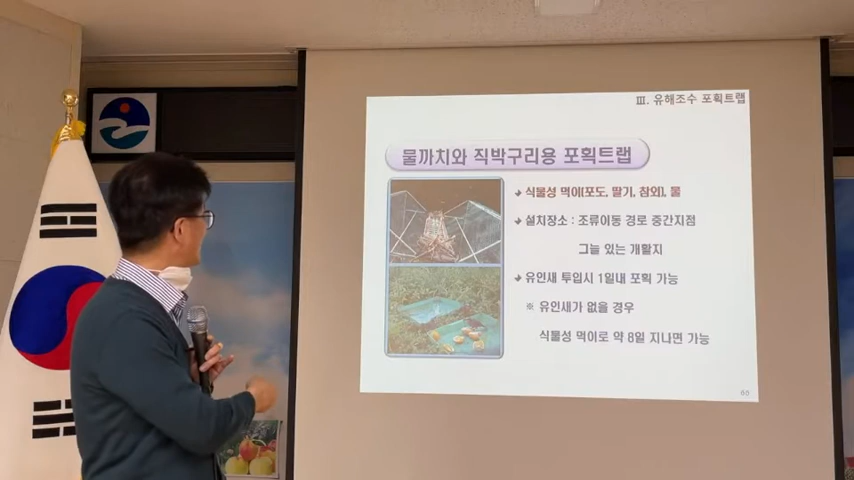 Ⅲ. 유해조수 포획트랩
물까치와 직박구리용 포획트랩
식물성 먹이(포도, 딸기, 참외), 물
설치장소 : 조류이동 경로 중간지점
그늘 있는 개활지
유인새 투입시 1일내 포획 가능
※ 유인새가 없을 경우
식물성 먹이로 약 8일 지나면 가능
60